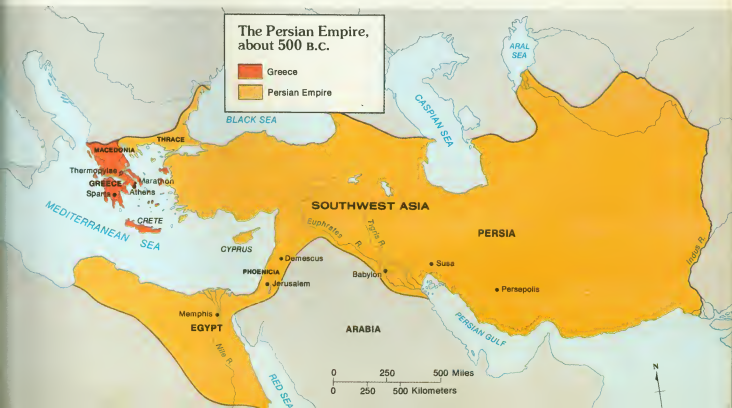 The Persian Empire,
about 500 B.C.
Greece
Persian Empire
ARAL
SEA
CASPIAN SEA
BLACK SEA
THRACE
MACEDONIA
Thermopylae
GREECE
Marathon
Athens
Sparta
CRETE
MEDITERRANEAN SEA
SOUTHWEST ASIA
Euphrates R.
Tigris R.
PERSIA
Indus R.
CYPRUS
Damascus
PHOENICIA
Jerusalem
Babylon
Susa
Persepolis
Memphis
EGYPT
Nile R.
ARABIA
PERSIAN GULF
RED SEA
0 250 500 Miles
0 250 500 Kilometers
N